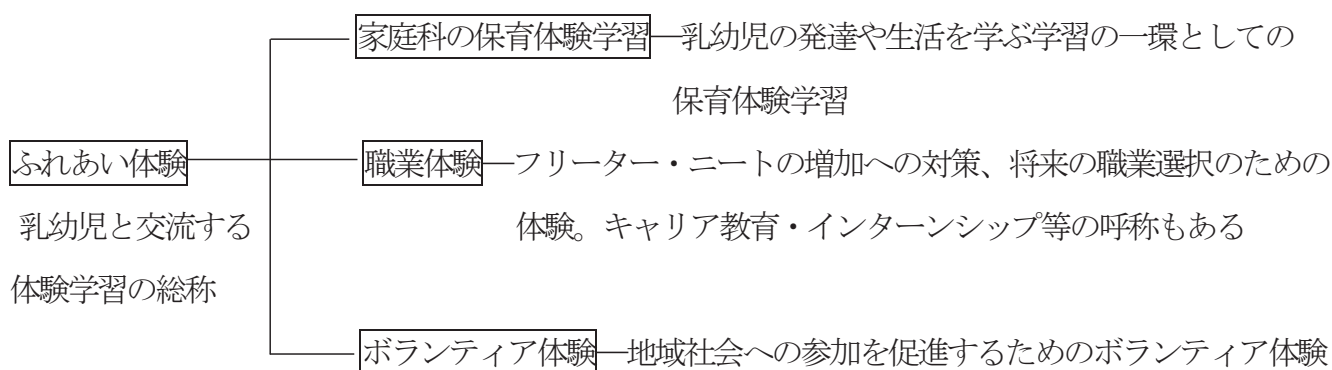 家庭科の保育体験学習―乳幼児の発達や生活を学ぶ学習の一環としての
保育体験学習
ふれあい体験
職業体験―フリーター・ニートの増加への対策、将来の職業選択のための
乳幼児と交流する
体験。キャリア教育・インターンシップ等の呼称もある
体験学習の総称
ボランティア体験―地域社会への参加を促進するためのボランティア体験